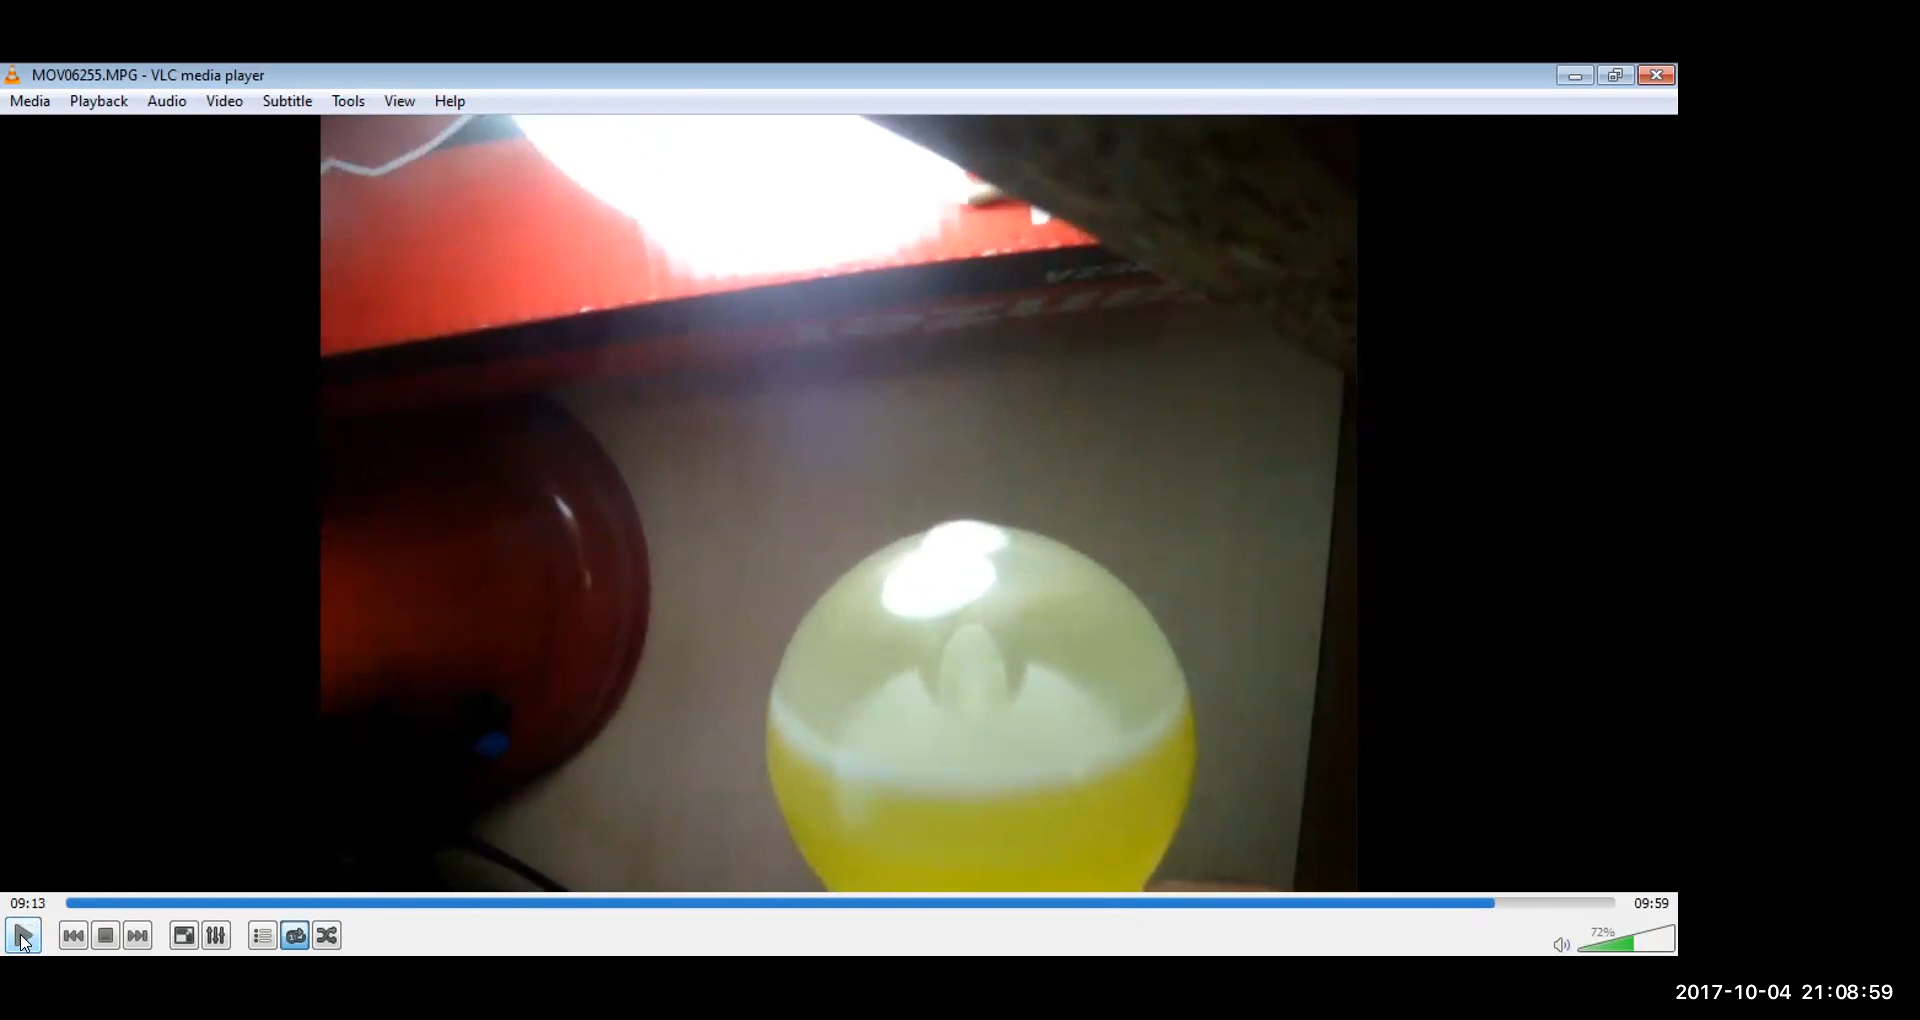 MOV06255.MPG - VLC media player
Media Playback Audio Video Subtitle Tools View Help
09:13 09:59
72%
2017-10-04 21:08:59